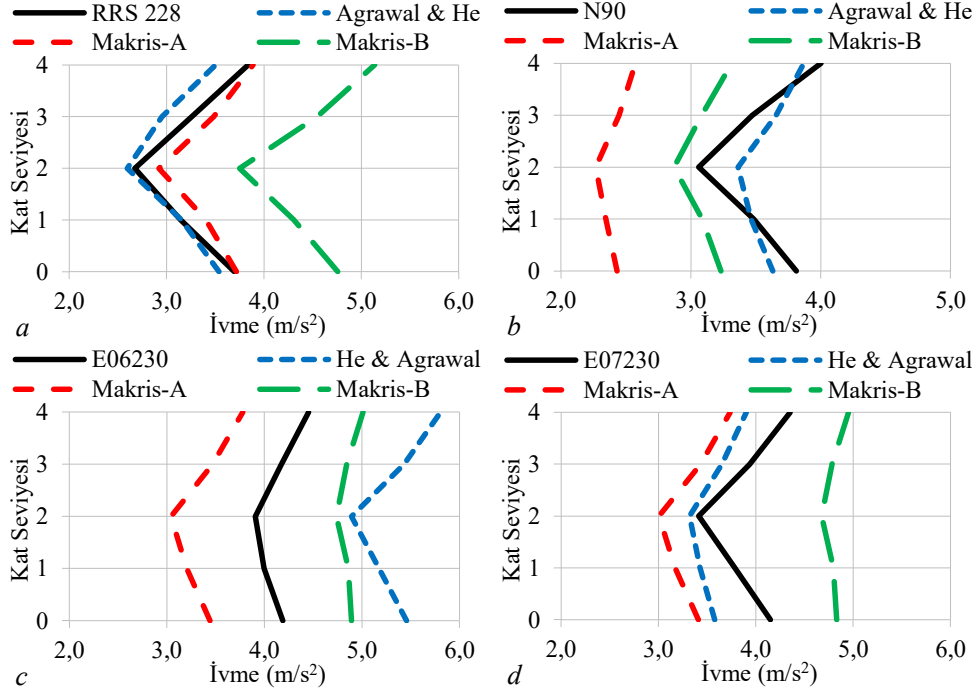 RRS 228 Agrawal & He
Makris-A Makris-B
4
3
2
1
0
Kat Seviyesi
2,0 3,0 4,0 5,0 6,0
a İvme (m/s²)
N90 Agrawal & He
Makris-A Makris-B
4
3
2
1
0
Kat Seviyesi
2,0 3,0 4,0 5,0
b İvme (m/s²)
E06230 He & Agrawal
Makris-A Makris-B
4
3
2
1
0
Kat Seviyesi
2,0 3,0 4,0 5,0 6,0
c İvme (m/s²)
E07230 He & Agrawal
Makris-A Makris-B
4
3
2
1
0
Kat Seviyesi
2,0 3,0 4,0 5,0 6,0
d İvme (m/s²)